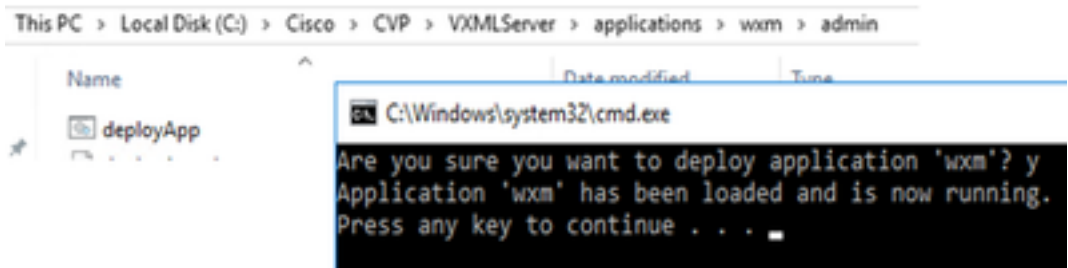 This PC > Local Disk (C:) > Cisco > CVP > VXMLServer > applications > wxm > admin
Name
Date modified
Type
deployApp
C:\Windows\system32\cmd.exe
Are you sure you want to deploy application 'wxm'? y
Application 'wxm' has been loaded and is now running.
Press any key to continue . . .